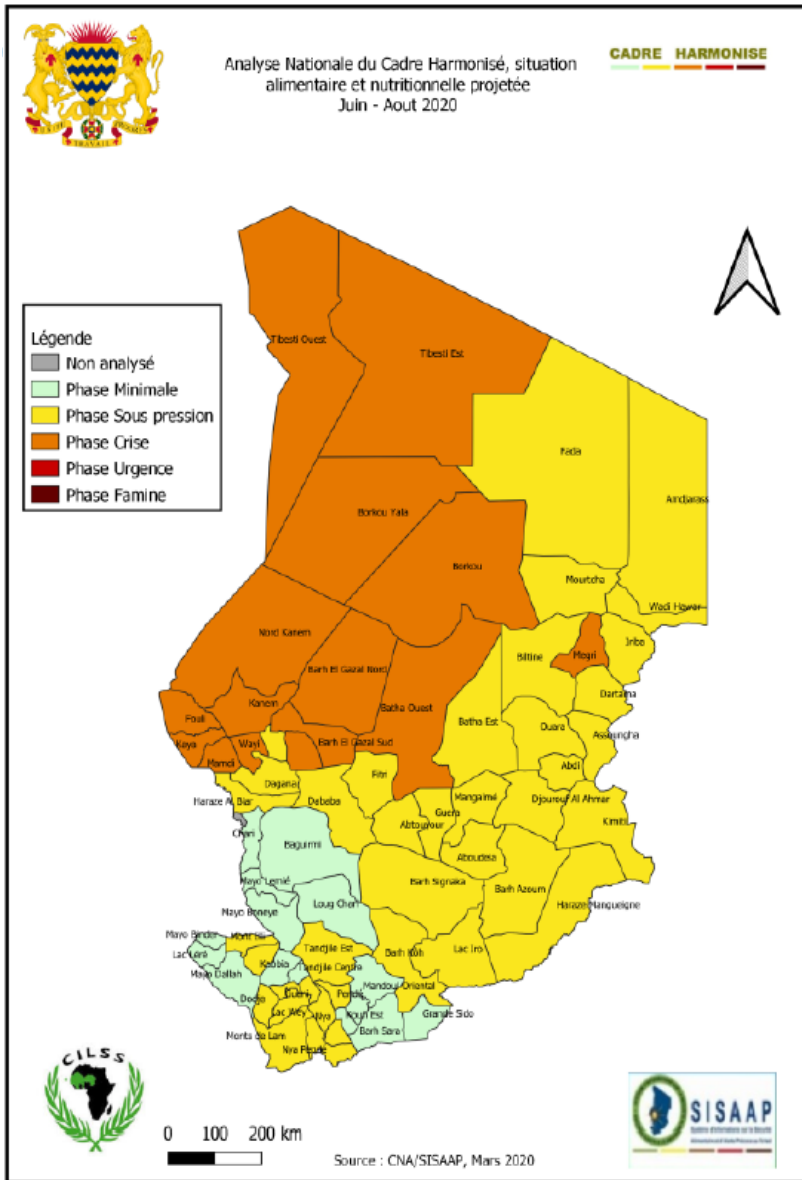 Analyse Nationale du Cadre Harmonisé, situation
alimentaire et nutritionnelle projetée
Juin - Aout 2020
CADRE HARMONISE
TRAVAIL
Légende
Non analysé
Phase Minimale
Phase Sous pression
Phase Crise
Phase Urgence
Phase Famine
Tibesti Ouest
Tibesti Est
Fada
Amdjarass
Borkou Yala
Borkou
Mourtcha
Wadi Hawar
Nord Kanem
Iriba
Biltine
Megri
Barh El Gazal Nord
Dartama
Kanem
Batha Ouest
Fouli
Batha Est
Ouara
Assoungha
Kaya
Wayi
Barh El Gazal Sud
Mamdi
Abdi
Fitri
Dagana
Mangalmé
Djourouf Al Ahmar
Haraze Al Biar
Dababa
Guera
Abtouyour
Kimiti
Chari
Baguirmi
Aboudeia
Mayo Lemié
Barh Signaka
Barh Azoum
Haraze Mangueigne
Loug Chari
Mayo Boneye
Mayo Binder
Mont Illi
Tandjile Est
Barh Köh
Lac Iro
Lac Léré
Kabbia
Tandjile Centre
Mayo Dallah
Mandoul Oriental
Dodjé
Guéni
Pendé
Lac Wey
Nya
Kouh Est
Grande Sido
Barh Sara
Monts de Lam
Nya Pendé
CILSS
0 100 200 km
Source : CNA/SISAAP, Mars 2020
SISAAP